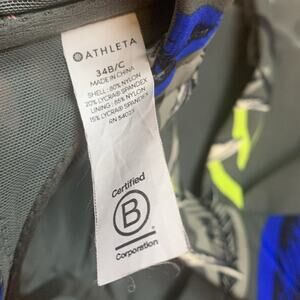 ATHLETA
34B/C
MADE IN CHINA
SHELL: 80% NYLON
20% LYCRA® SPANDEX
LINING: 85% NYLON
15% LYCRA® SPANDEX
RN 54023
Certified
B
Corporation